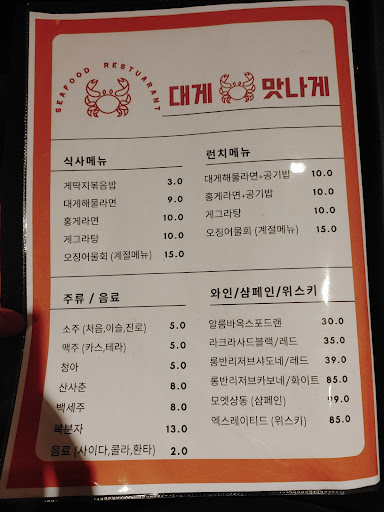 SEAFOOD RESTUARANT
대게 맛나게
식사메뉴
게딱지볶음밥 3.0
대게해물라면 9.0
홍게라면 10.0
게그라탕 10.0
오징어물회 (계절메뉴) 15.0
런치메뉴
대게해물라면+공기밥 10.0
홍게라면+공기밥 10.0
게그라탕 10.0
오징어물회 (계절메뉴) 15.0
주류 / 음료
소주 (처음,이슬,진로) 5.0
맥주 (카스,테라) 5.0
청아 5.0
산사춘 8.0
백세주 8.0
복분자 13.0
음료 (사이다,콜라,환타) 2.0
와인/샴페인/위스키
알룸바옥스포드랜 30.0
라크라사드블랙/레드 35.0
롱반리저브샤도네/레드 39.0
롱반리저브카보네/화이트 85.0
모엣샹동 (샴페인) 99.0
엑스레이티드 (위스키) 85.0